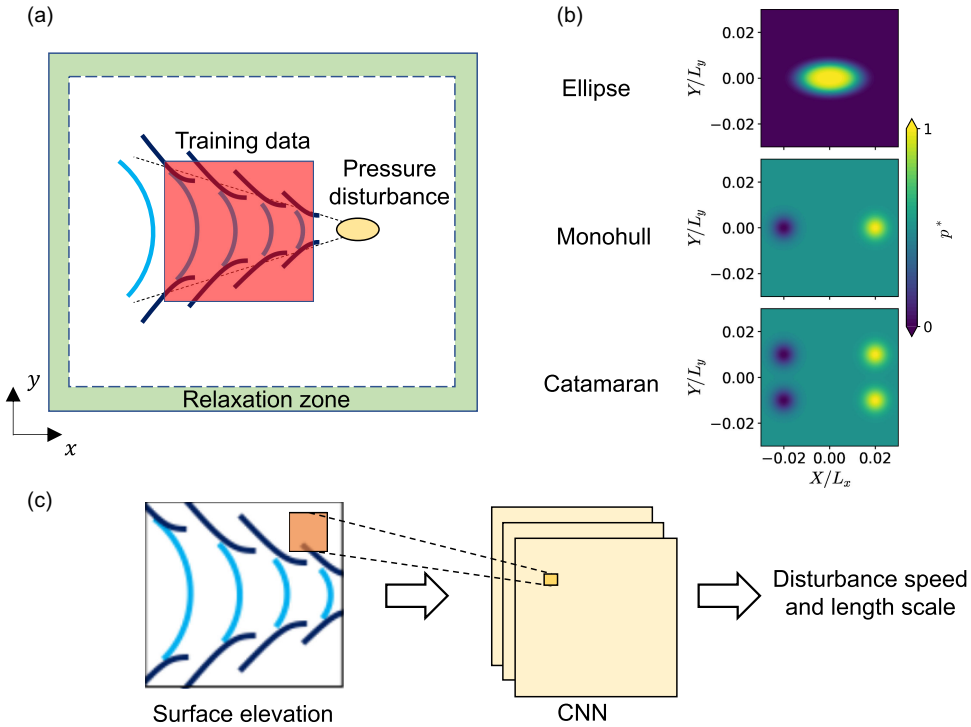 (a)
Training data
Pressure
disturbance
Relaxation zone
y
x
(b)
Ellipse
Monohull
Catamaran
Y/L_y
0.02
0.00
−0.02
Y/L_y
0.02
0.00
−0.02
Y/L_y
0.02
0.00
−0.02
−0.02 0.00 0.02
X/L_x
1
0
p*
(c)
Surface elevation
CNN
Disturbance speed
and length scale